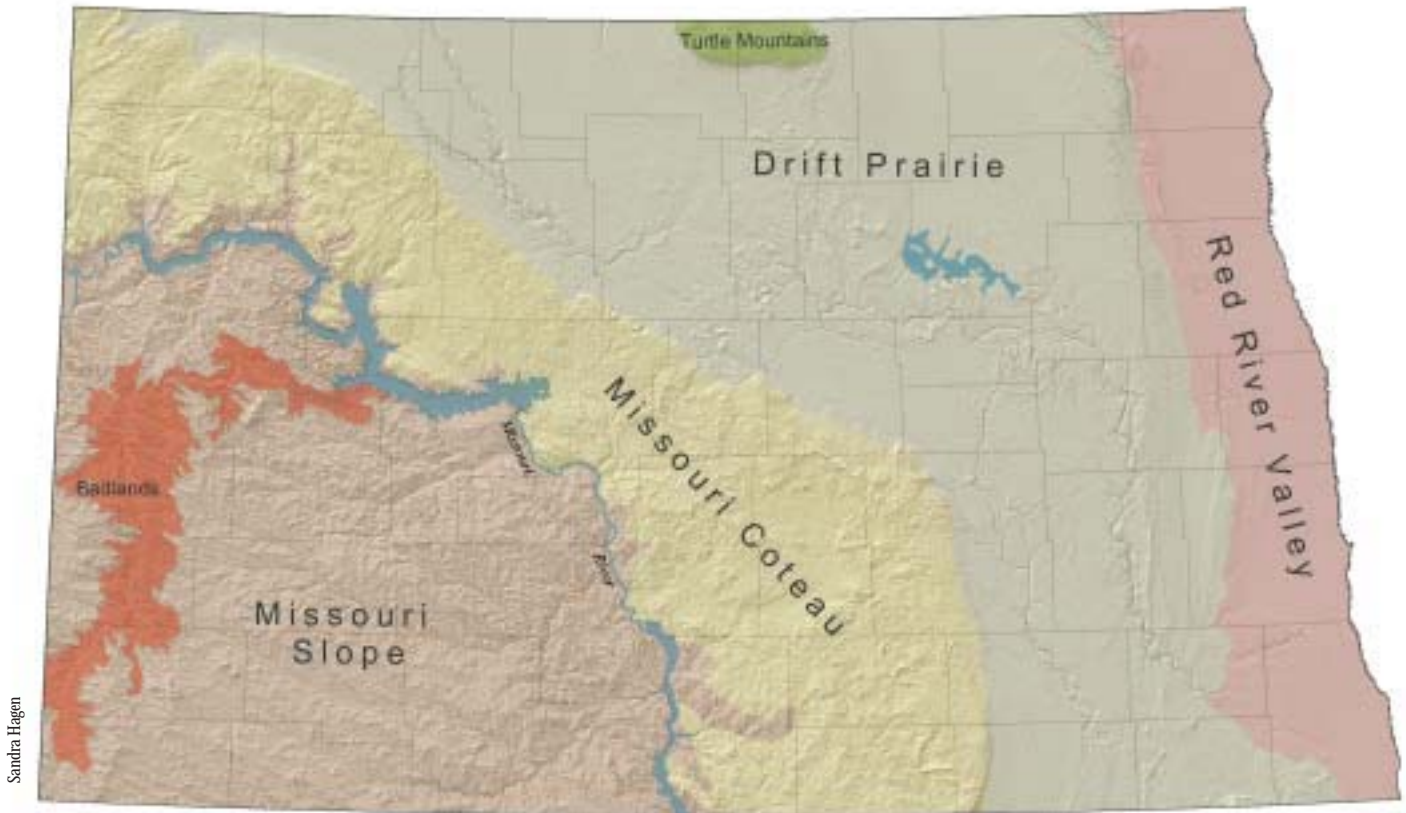 Turtle Mountains
Drift Prairie
Red River Valley
Missouri Coteau
Missouri
River
Badlands
Missouri
Slope
Sandra Hagen